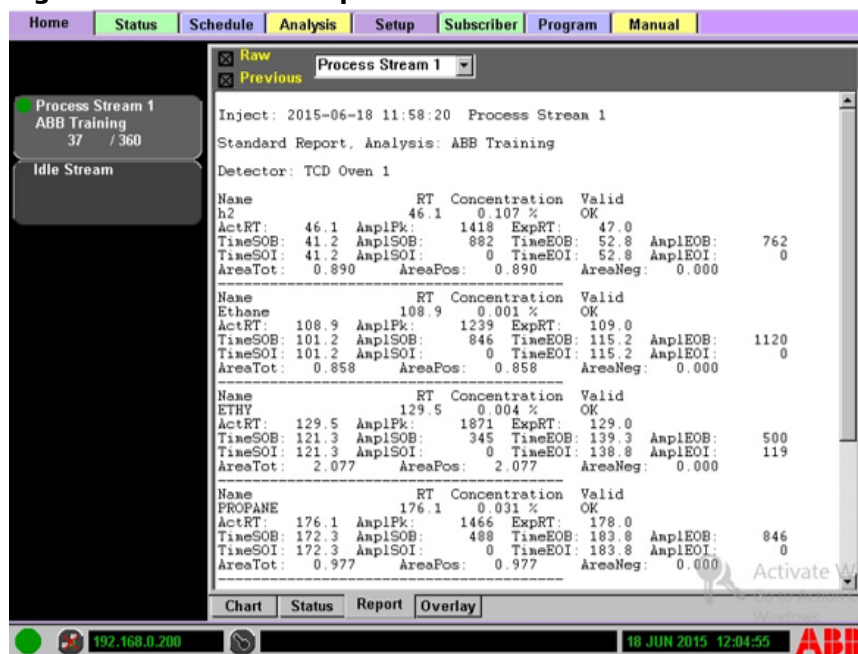 Home Status Schedule Analysis Setup Subscriber Program Manual
Raw
Previous
Process Stream 1
Process Stream 1
ABB Training
37 / 360
Idle Stream
Inject: 2015-06-18 11:58:20 Process Stream 1
Standard Report, Analysis: ABB Training
Detector: TCD Oven 1
Name RT Concentration Valid
h2 46.1 0.107 % OK
ActRT: 46.1 AmplPk: 1418 ExpRT: 47.0
TimeSOB: 41.2 AmplSOB: 882 TimeEOB: 52.8 AmplEOB: 762
TimeSOI: 41.2 AmplSOI: 0 TimeEOI: 52.8 AmplEOI: 0
AreaTot: 0.890 AreaPos: 0.890 AreaNeg: 0.000
Name RT Concentration Valid
Ethane 108.9 0.001 % OK
ActRT: 108.9 AmplPk: 1239 ExpRT: 109.0
TimeSOB: 101.2 AmplSOB: 846 TimeEOB: 115.2 AmplEOB: 1120
TimeSOI: 101.2 AmplSOI: 0 TimeEOI: 115.2 AmplEOI: 0
AreaTot: 0.858 AreaPos: 0.858 AreaNeg: 0.000
Name RT Concentration Valid
ETHY 129.5 0.004 % OK
ActRT: 129.5 AmplPk: 1871 ExpRT: 129.0
TimeSOB: 121.3 AmplSOB: 345 TimeEOB: 139.3 AmplEOB: 500
TimeSOI: 121.3 AmplSOI: 0 TimeEOI: 138.8 AmplEOI: 119
AreaTot: 2.077 AreaPos: 2.077 AreaNeg: 0.000
Name RT Concentration Valid
PROPANE 176.1 0.031 % OK
ActRT: 176.1 AmplPk: 1466 ExpRT: 178.0
TimeSOB: 172.3 AmplSOB: 488 TimeEOB: 183.8 AmplEOB: 846
TimeSOI: 172.3 AmplSOI: 0 TimeEOI: 183.8 AmplEOI: 0
AreaTot: 0.977 AreaPos: 0.977 AreaNeg: 0.000
Activate W
Windows
Chart Status Report Overlay
192.168.0.200
18 JUN 2015 12:04:55
ABB